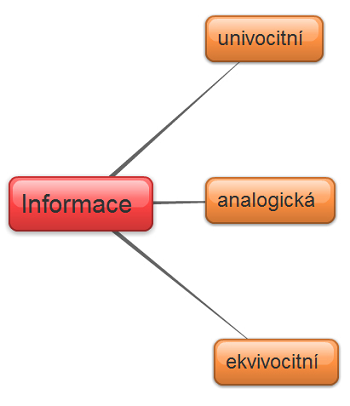 univocitní
Informace
analogická
ekvivocitní